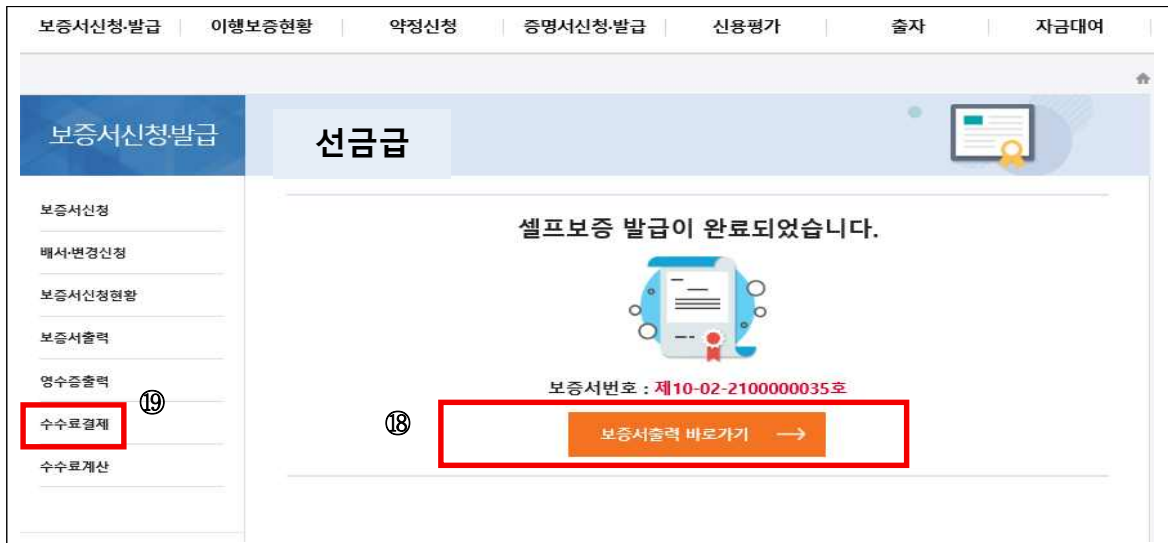 보증서신청·발급 이행보증현황 약정신청 증명서신청·발급 신용평가 출자 자금대여
보증서신청·발급
선금급
보증서신청
배서·변경신청
보증서신청현황
보증서출력
영수증출력
⑲
수수료결제
수수료계산
셀프보증 발급이 완료되었습니다.
보증서번호 : 제10-02-2100000035호
⑱
보증서출력 바로가기 →